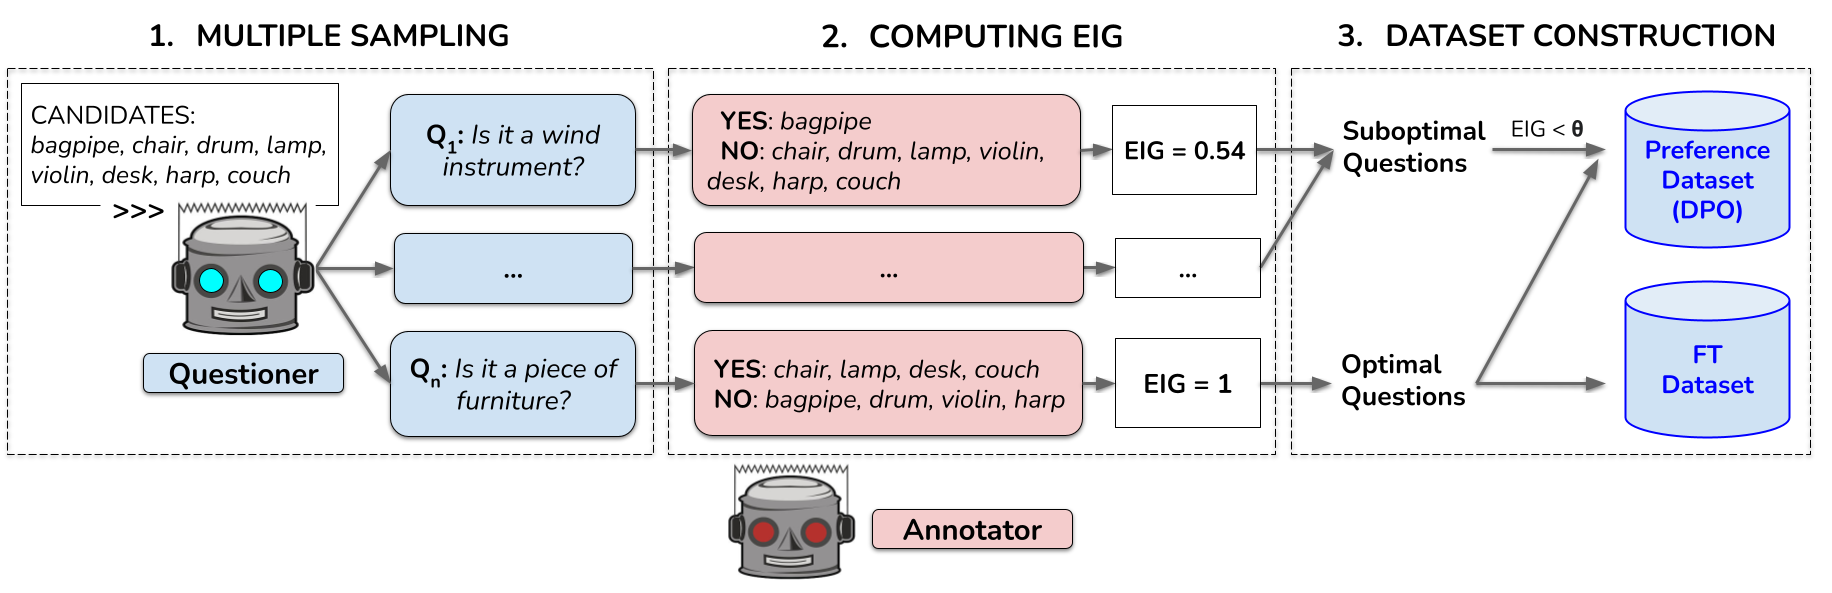 1. MULTIPLE SAMPLING
CANDIDATES:
bagpipe, chair, drum, lamp,
violin, desk, harp, couch
>>>
Questioner
Q1: Is it a wind
instrument?
...
Qn: Is it a piece of
furniture?
2. COMPUTING EIG
YES: bagpipe
NO: chair, drum, lamp, violin,
desk, harp, couch
EIG = 0.54
...
...
YES: chair, lamp, desk, couch
NO: bagpipe, drum, violin, harp
EIG = 1
Annotator
3. DATASET CONSTRUCTION
Suboptimal
Questions
EIG < θ
Preference
Dataset
(DPO)
Optimal
Questions
FT
Dataset